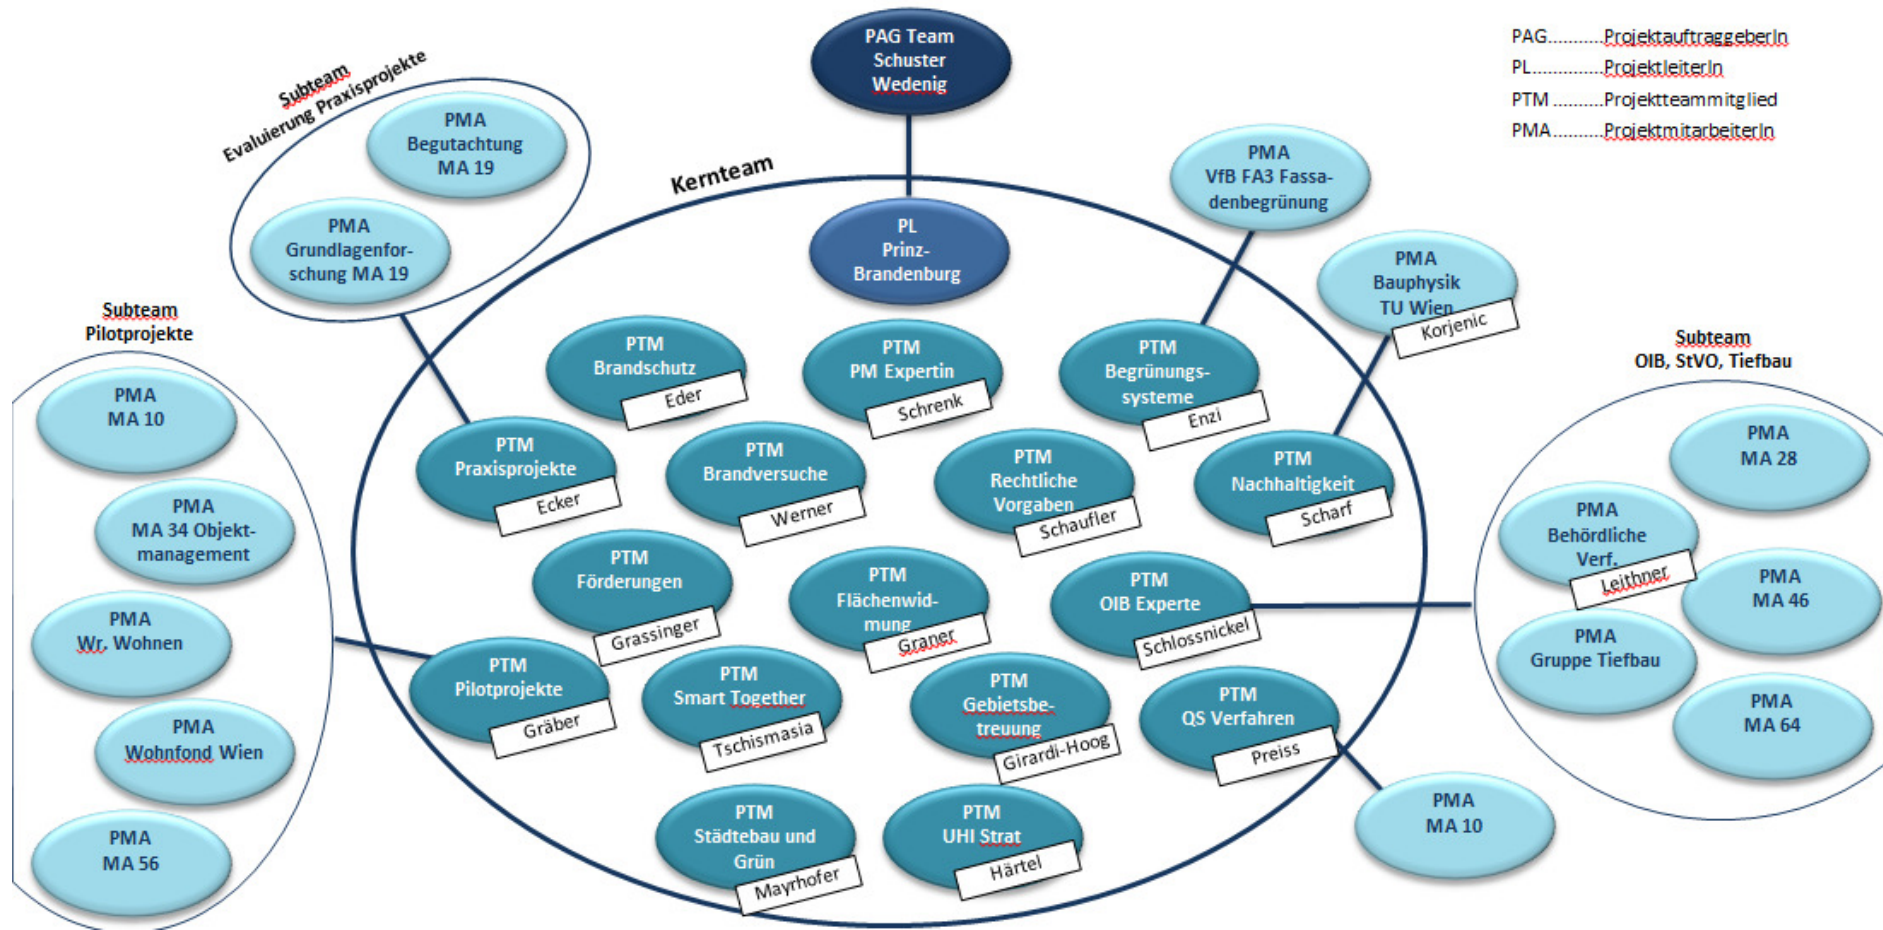 PAG Team
Schuster
Wedenig
PAG...........ProjektauftraggeberIn
PL..............ProjektleiterIn
PTM ..........Projektteammitglied
PMA...........ProjektmitarbeiterIn
Subteam
Evaluierung Praxisprojekte
PMA
Begutachtung
MA 19
PMA
Grundlagenfor-
schung MA 19
Kernteam
PL
Prinz-
Brandenburg
PMA
VfB FA3 Fassa-
denbegrünung
PMA
Bauphysik
TU Wien
Korjenic
Subteam
Pilotprojekte
PMA
MA 10
PMA
MA 34 Objekt-
management
PMA
Wr. Wohnen
PMA
Wohnfond Wien
PMA
MA 56
PTM
Brandschutz
Eder
PTM
PM Expertin
Schrenk
PTM
Begrünungs-
systeme
Enzi
PTM
Praxisprojekte
Ecker
PTM
Brandversuche
Werner
PTM
Rechtliche
Vorgaben
Schaufler
PTM
Nachhaltigkeit
Scharf
PTM
Förderungen
Grassinger
PTM
Flächenwid-
mung
Graner
PTM
OIB Experte
Schlossnickel
PTM
Pilotprojekte
Gräber
PTM
Smart Together
Tschismasia
PTM
Gebietsbe-
treuung
Girardi-Hoog
PTM
QS Verfahren
Preiss
PTM
Städtebau und
Grün
Mayrhofer
PTM
UHI Strat
Härtel
Subteam
OIB, StVO, Tiefbau
PMA
MA 28
PMA
Behördliche
Verf.
Leithner
PMA
MA 46
PMA
Gruppe Tiefbau
PMA
MA 64
PMA
MA 10